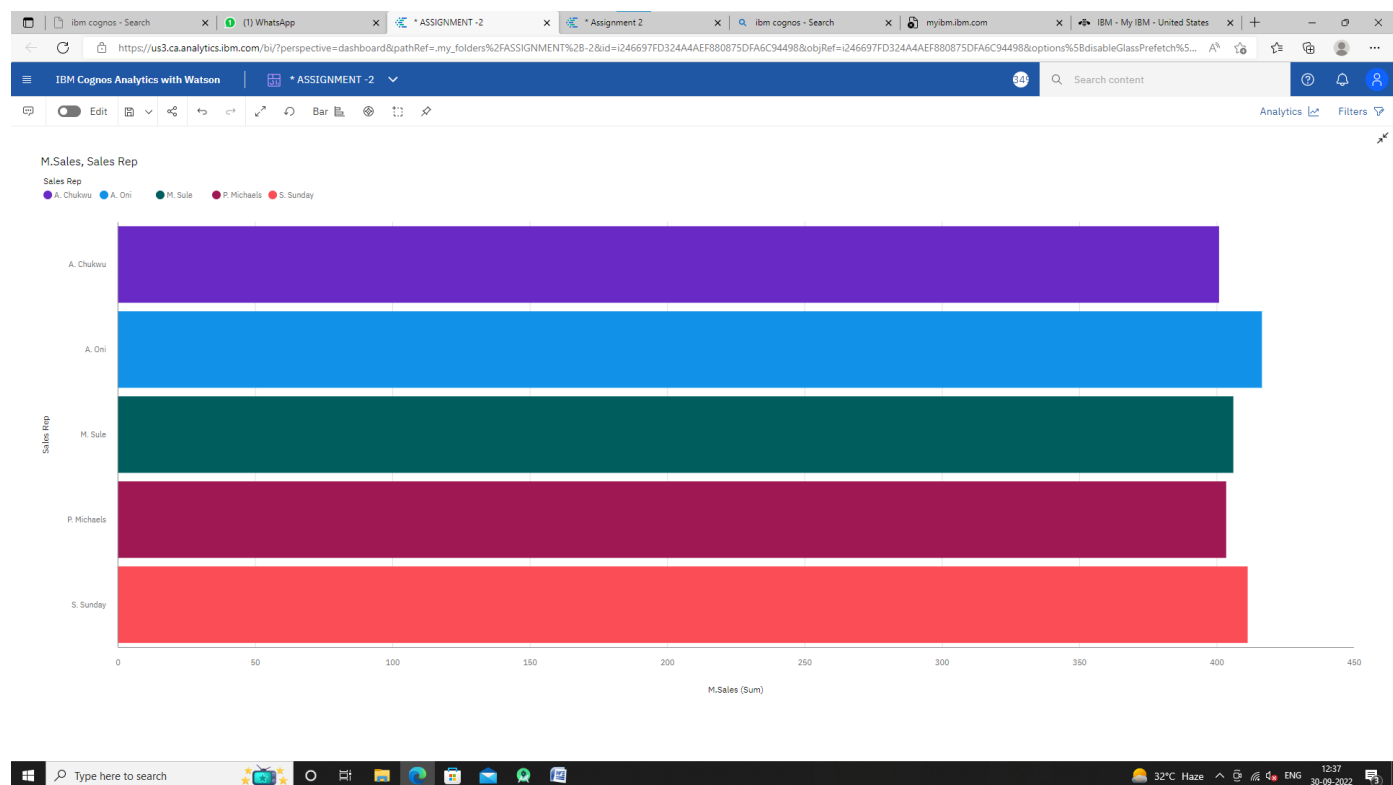 ibm cognos - Search
(1) WhatsApp
* ASSIGNMENT -2
* Assignment 2
ibm cognos - Search
myibm.ibm.com
IBM - My IBM - United States
https://us3.ca.analytics.ibm.com/bi/?perspective=dashboard&pathRef=.my_folders%2FASSIGNMENT%2B-2&id=i246697FD324A4AEF880875DFA6C94498&objRef=i246697FD324A4AEF880875DFA6C94498&options%5BdisableGlassPrefetch%5...
IBM Cognos Analytics with Watson
* ASSIGNMENT -2
Search content
Edit
Bar
Analytics
Filters
M.Sales, Sales Rep
Sales Rep
A. Chukwu A. Oni M. Sule P. Michaels S. Sunday
A. Chukwu
A. Oni
M. Sule
P. Michaels
S. Sunday
Sales Rep
0 50 100 150 200 250 300 350 400 450
M.Sales (Sum)
Type here to search
32°C Haze
ENG
12:37
30-09-2022
3